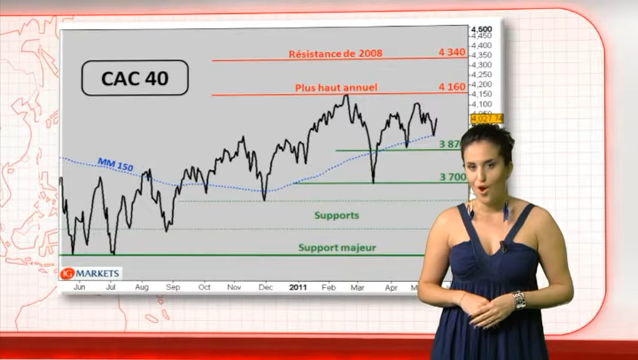 4,500
4,450
4,400
4,350
Résistance de 2008 4 340
4,300
4,250
CAC 40
4,200
Plus haut annuel 4 160
4,150
4,100
4,050
3 87
MM 150
3 700
Supports
Support majeur
IG MARKETS
Jun Jul Aug Sep Oct Nov Dec 2011 Feb Mar Apr